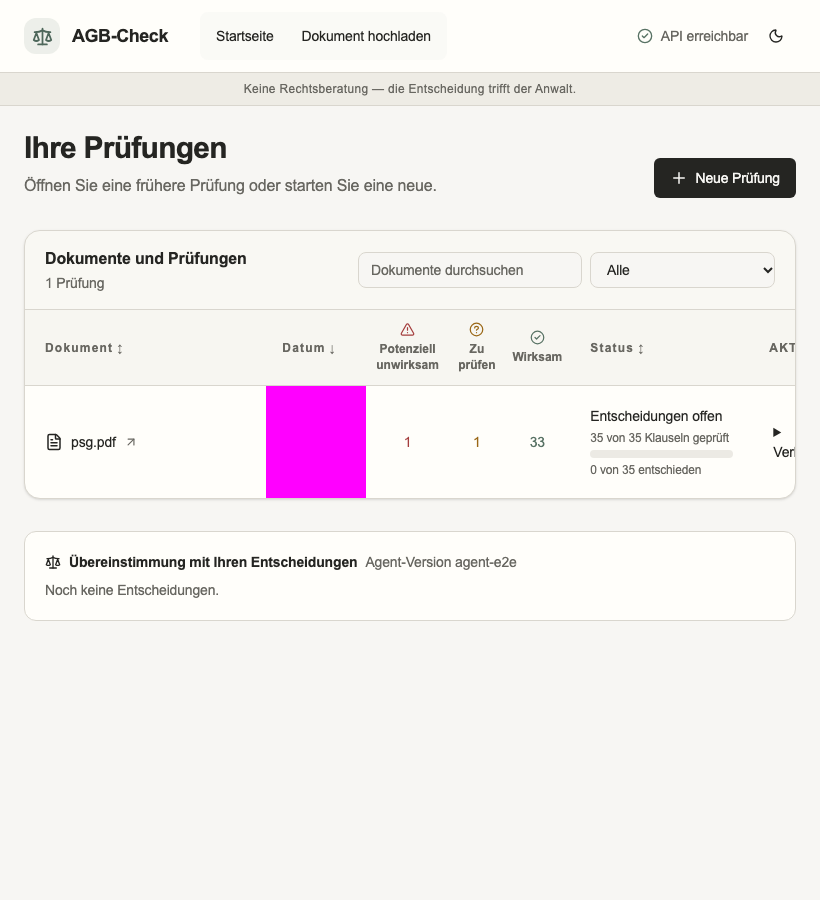 AGB-Check
Startseite
Dokument hochladen
API erreichbar
Keine Rechtsberatung — die Entscheidung trifft der Anwalt.
Ihre Prüfungen
Öffnen Sie eine frühere Prüfung oder starten Sie eine neue.
Neue Prüfung
Dokumente und Prüfungen
1 Prüfung
Dokumente durchsuchen
Alle
Dokument ↕
Datum ↓
Potenziell
unwirksam
Zu
prüfen
Wirksam
Status ↕
AKT
psg.pdf
1
1
33
Entscheidungen offen
35 von 35 Klauseln geprüft
0 von 35 entschieden
Übereinstimmung mit Ihren Entscheidungen Agent-Version agent-e2e
Noch keine Entscheidungen.